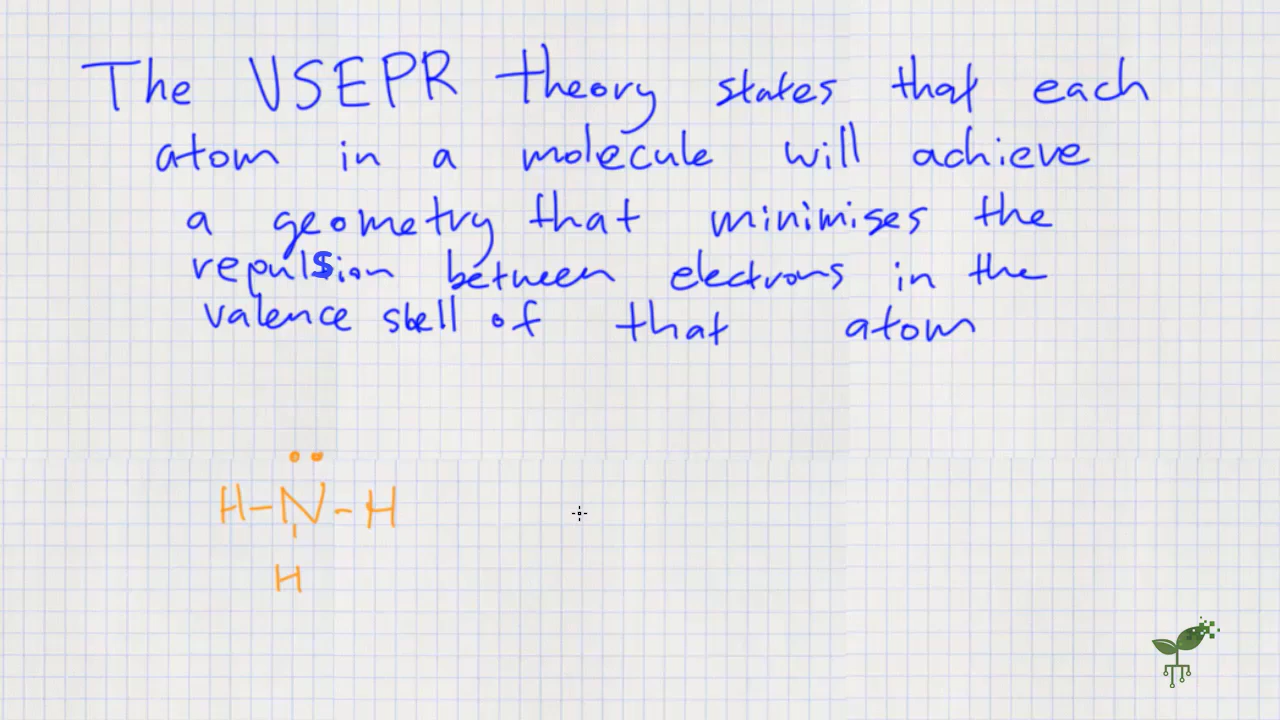 The VSEPR theory states that each
atom in a molecule will achieve
a geometry that minimises the
repulsion between electrons in the
valence shell of that atom
••
H-N-H
H